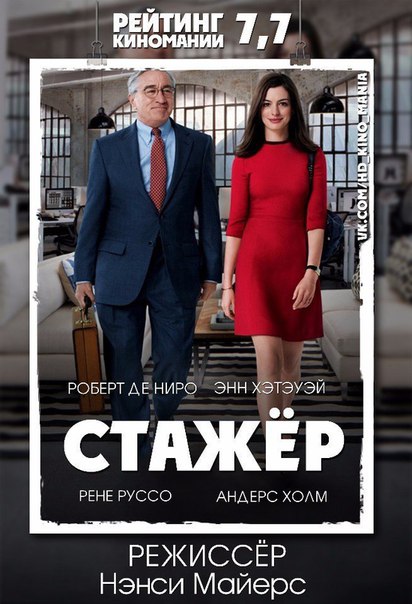 РЕЙТИНГ
КИНОМАНИИ 7,7
VK.COM/HD_KINO_MANIA
РОБЕРТ ДЕ НИРО ЭНН ХЭТЭУЭЙ
СТАЖЁР
РЕНЕ РУССО АНДЕРС ХОЛМ
РЕЖИССЁР
Нэнси Майерс